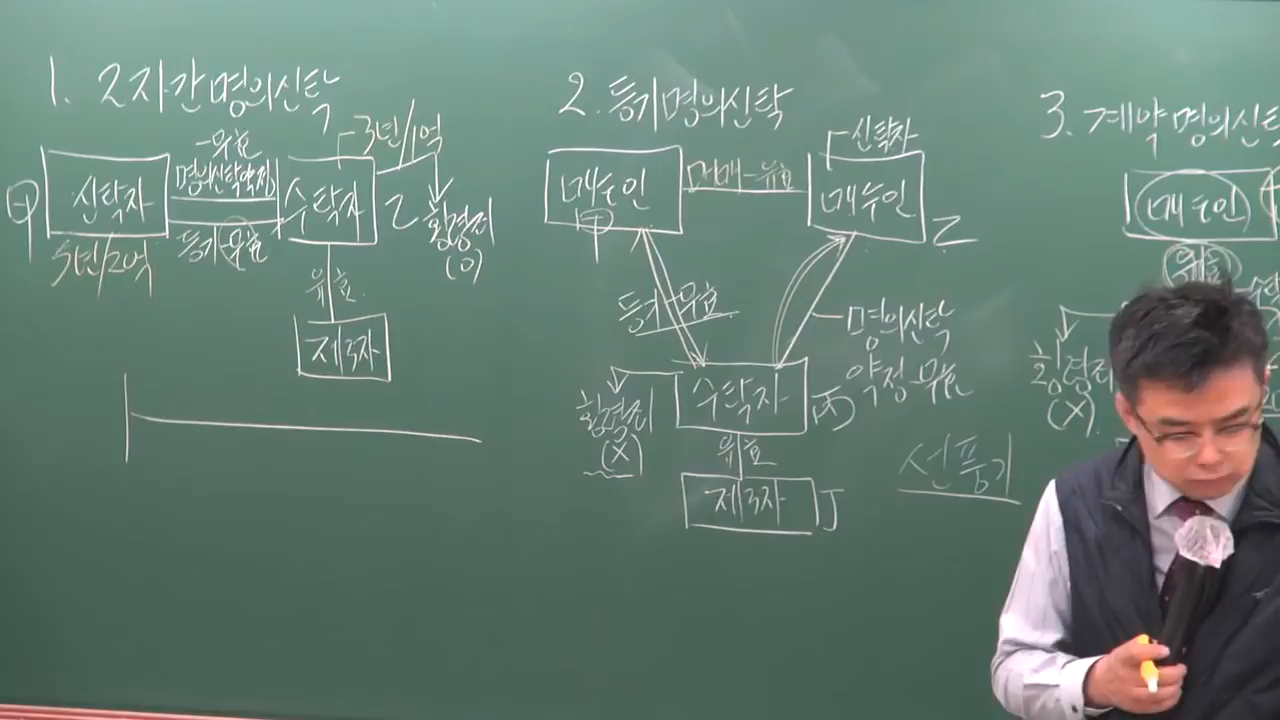 1. 2자간명의신탁
3년/1억
-무효
명의신탁약정
甲
신탁자
수탁자
乙
횡령죄
(O)
5년/2억
등기-무효
유효
제3자
2. 등기명의신탁
신탁자
매도인
甲
매매-유효
매수인
乙
등기-무효
명의신탁
약정-무효
횡령죄
(X)
수탁자
丙
유효
제3자
丁
선풍기
3. 계약명의신탁
매도인
유효
횡령죄
(X)